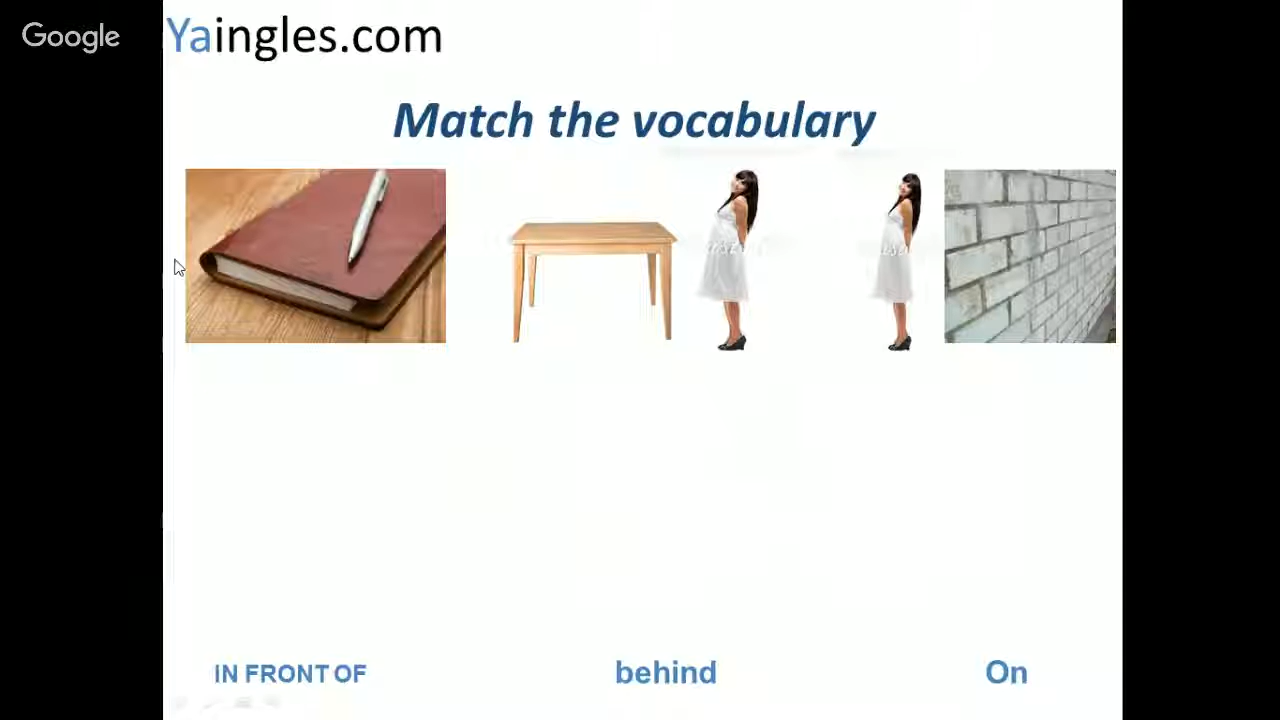 Google
Yaingles.com
Match the vocabulary
IN FRONT OF
behind
On